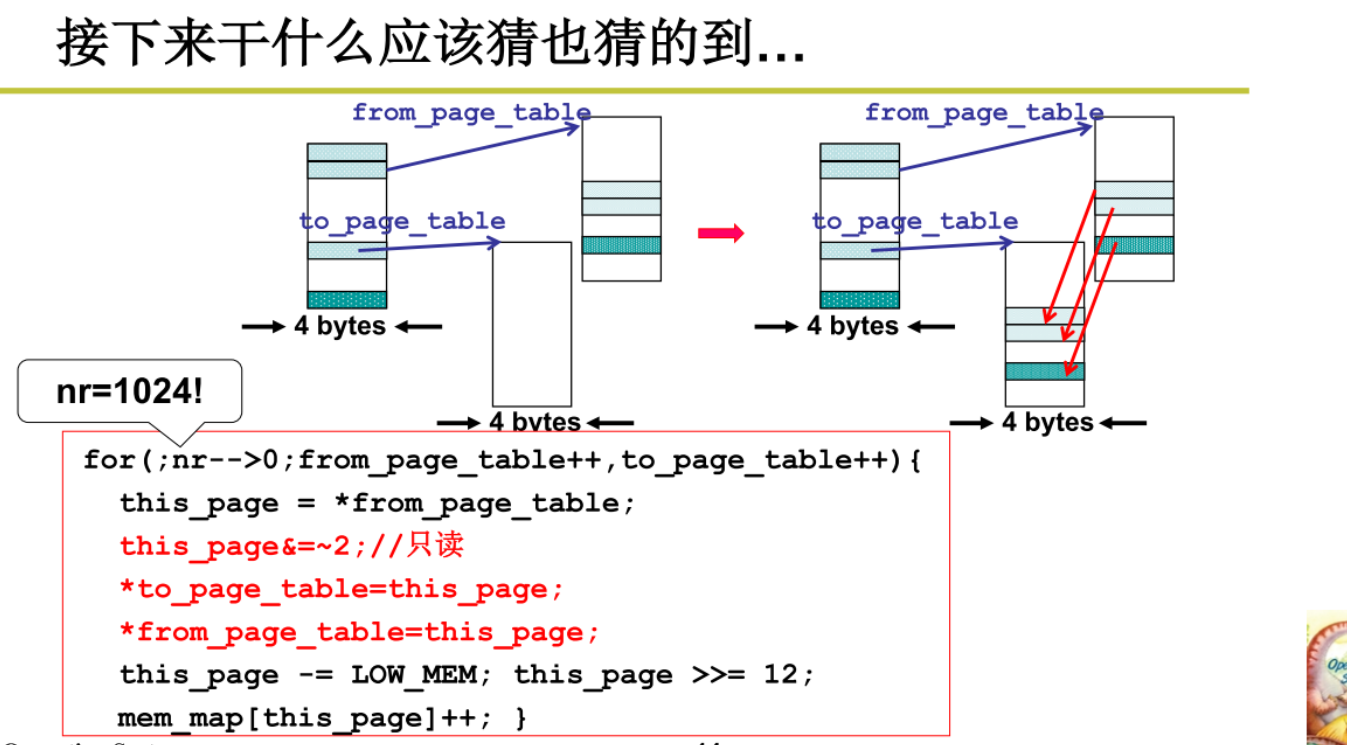 接下来干什么应该猜也猜的到...
from_page_table
from_page_table
to_page_table
to_page_table
4 bytes
4 bytes
nr=1024!
4 bytes
4 bytes
for(;nr-->0;from_page_table++,to_page_table++){
this_page = *from_page_table;
this_page&=~2;//只读
*to_page_table=this_page;
*from_page_table=this_page;
this_page -= LOW_MEM; this_page >>= 12;
mem_map[this_page]++; }